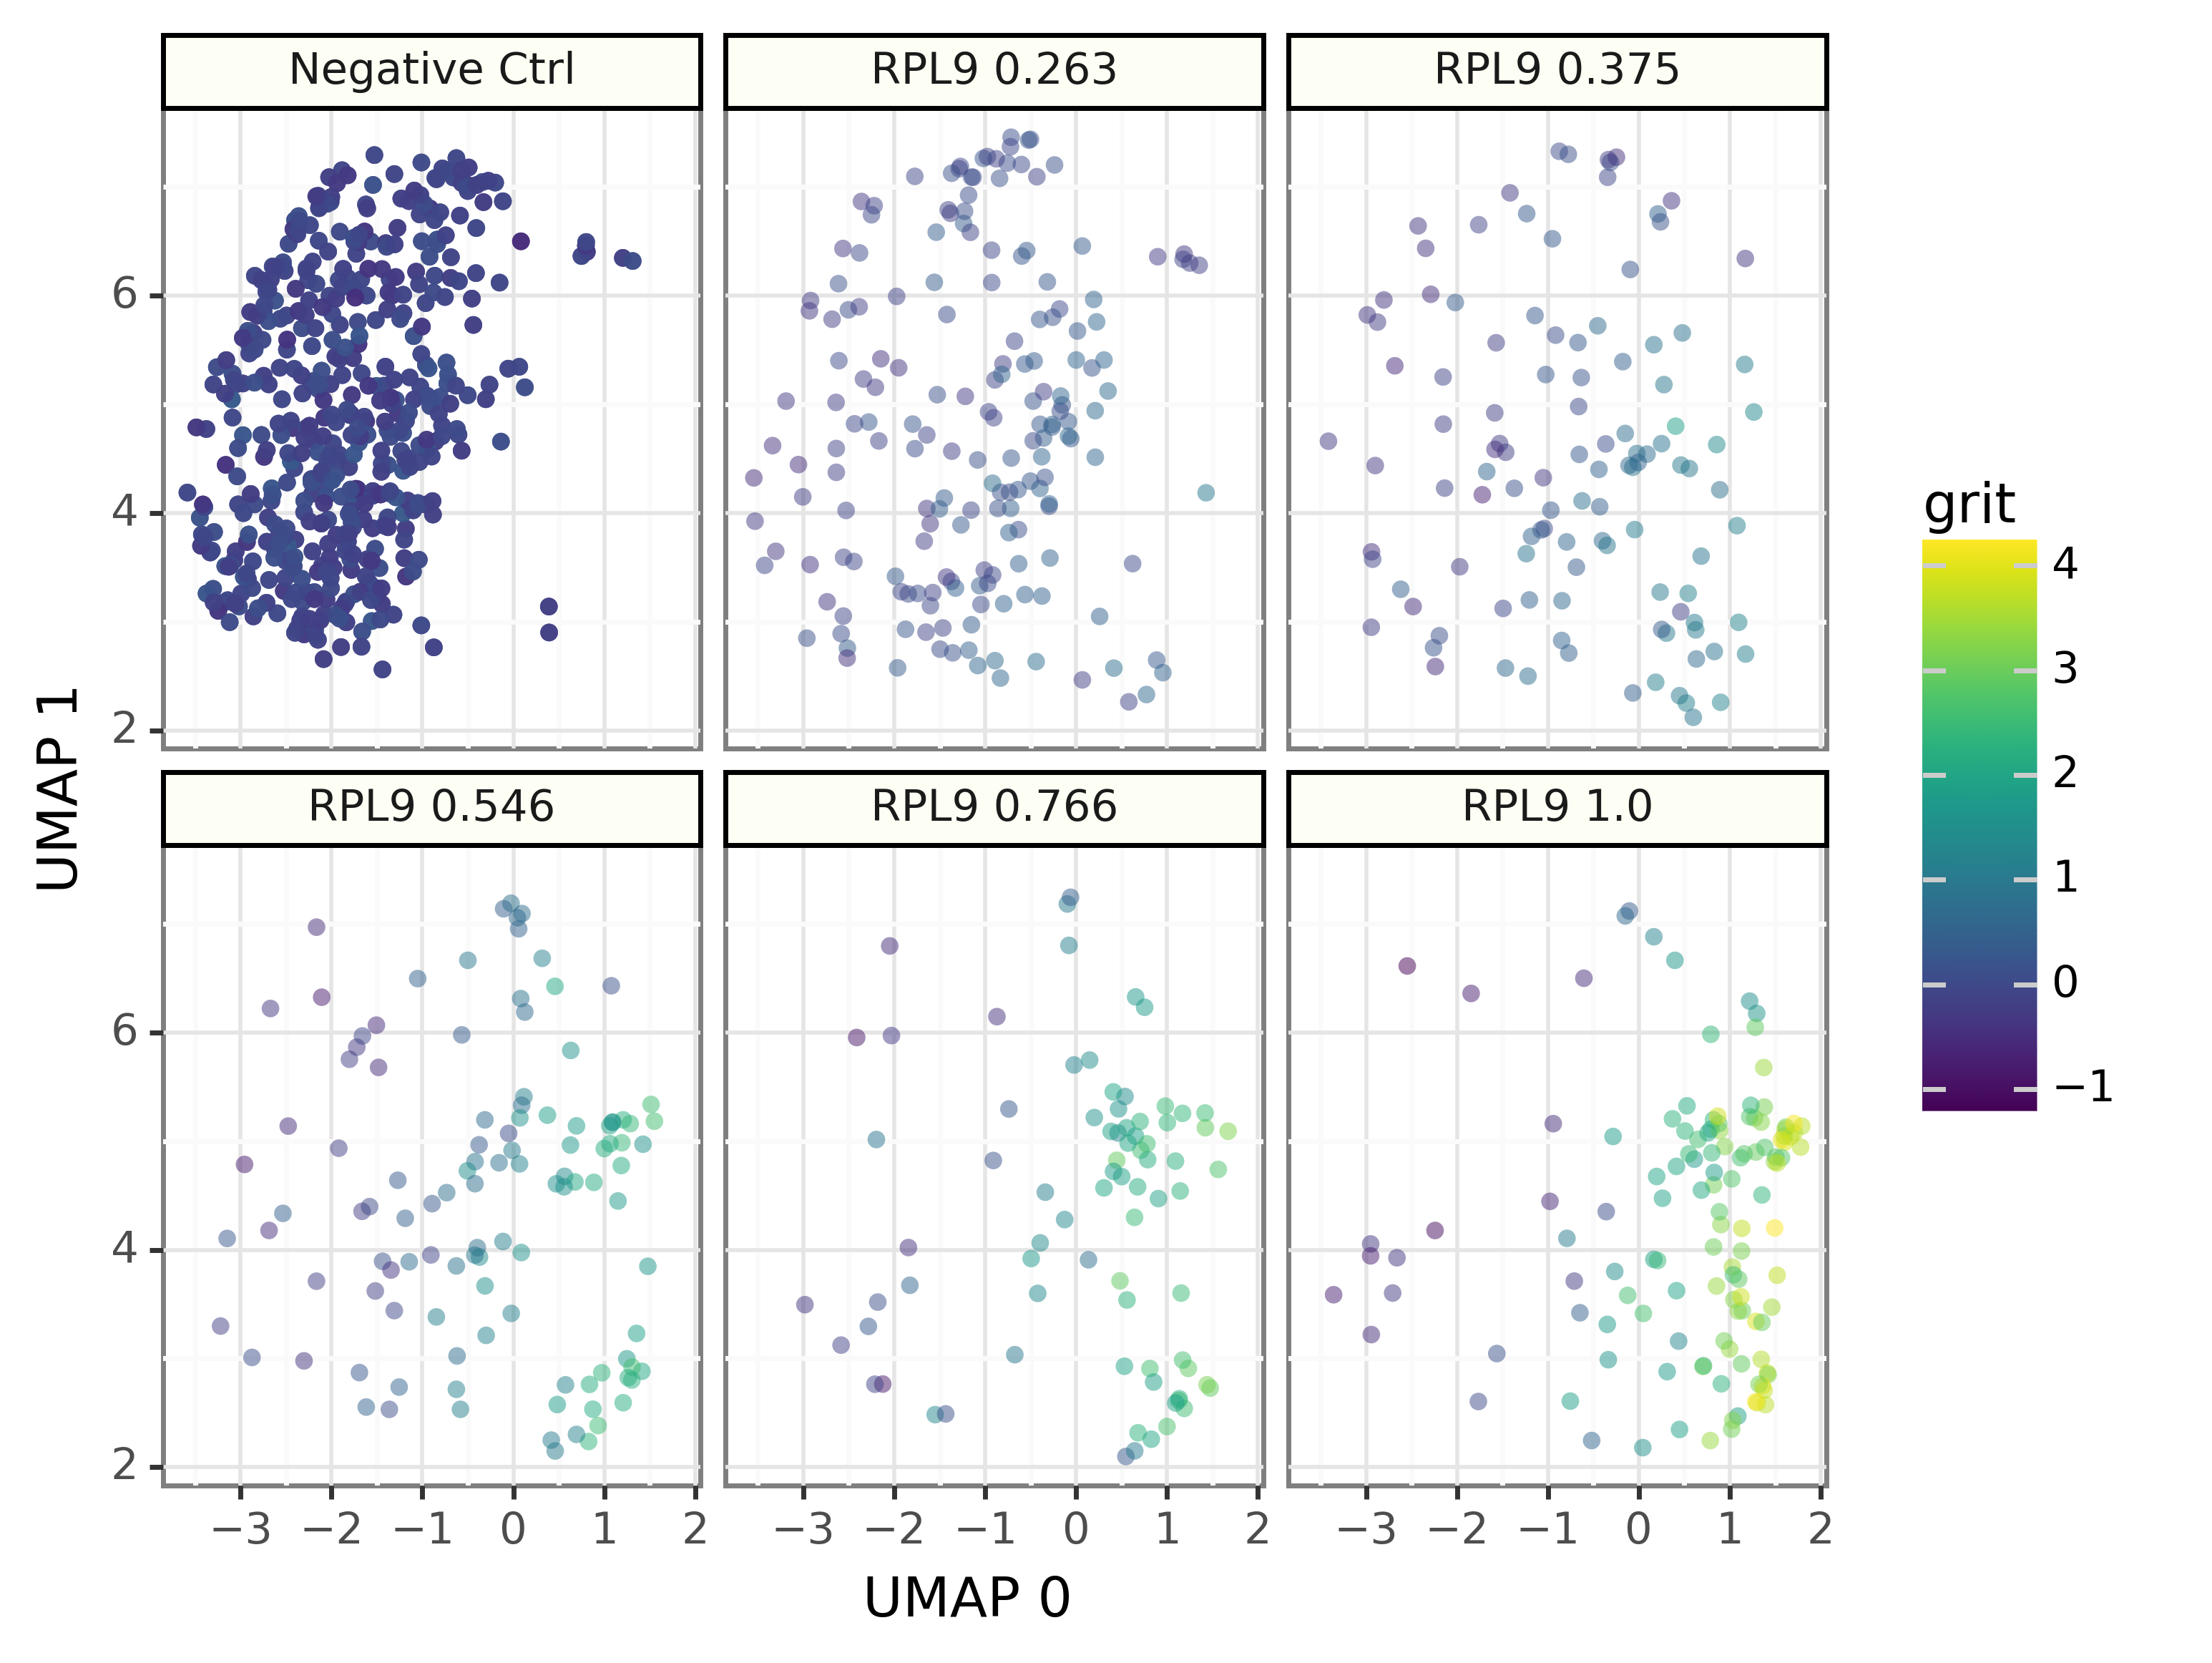 Negative Ctrl
RPL9 0.263
RPL9 0.375
6
4
2
RPL9 0.546
RPL9 0.766
RPL9 1.0
6
4
2
−3 −2 −1 0 1 2
−3 −2 −1 0 1 2
−3 −2 −1 0 1 2
UMAP 0
UMAP 1
grit
4
3
2
1
0
−1